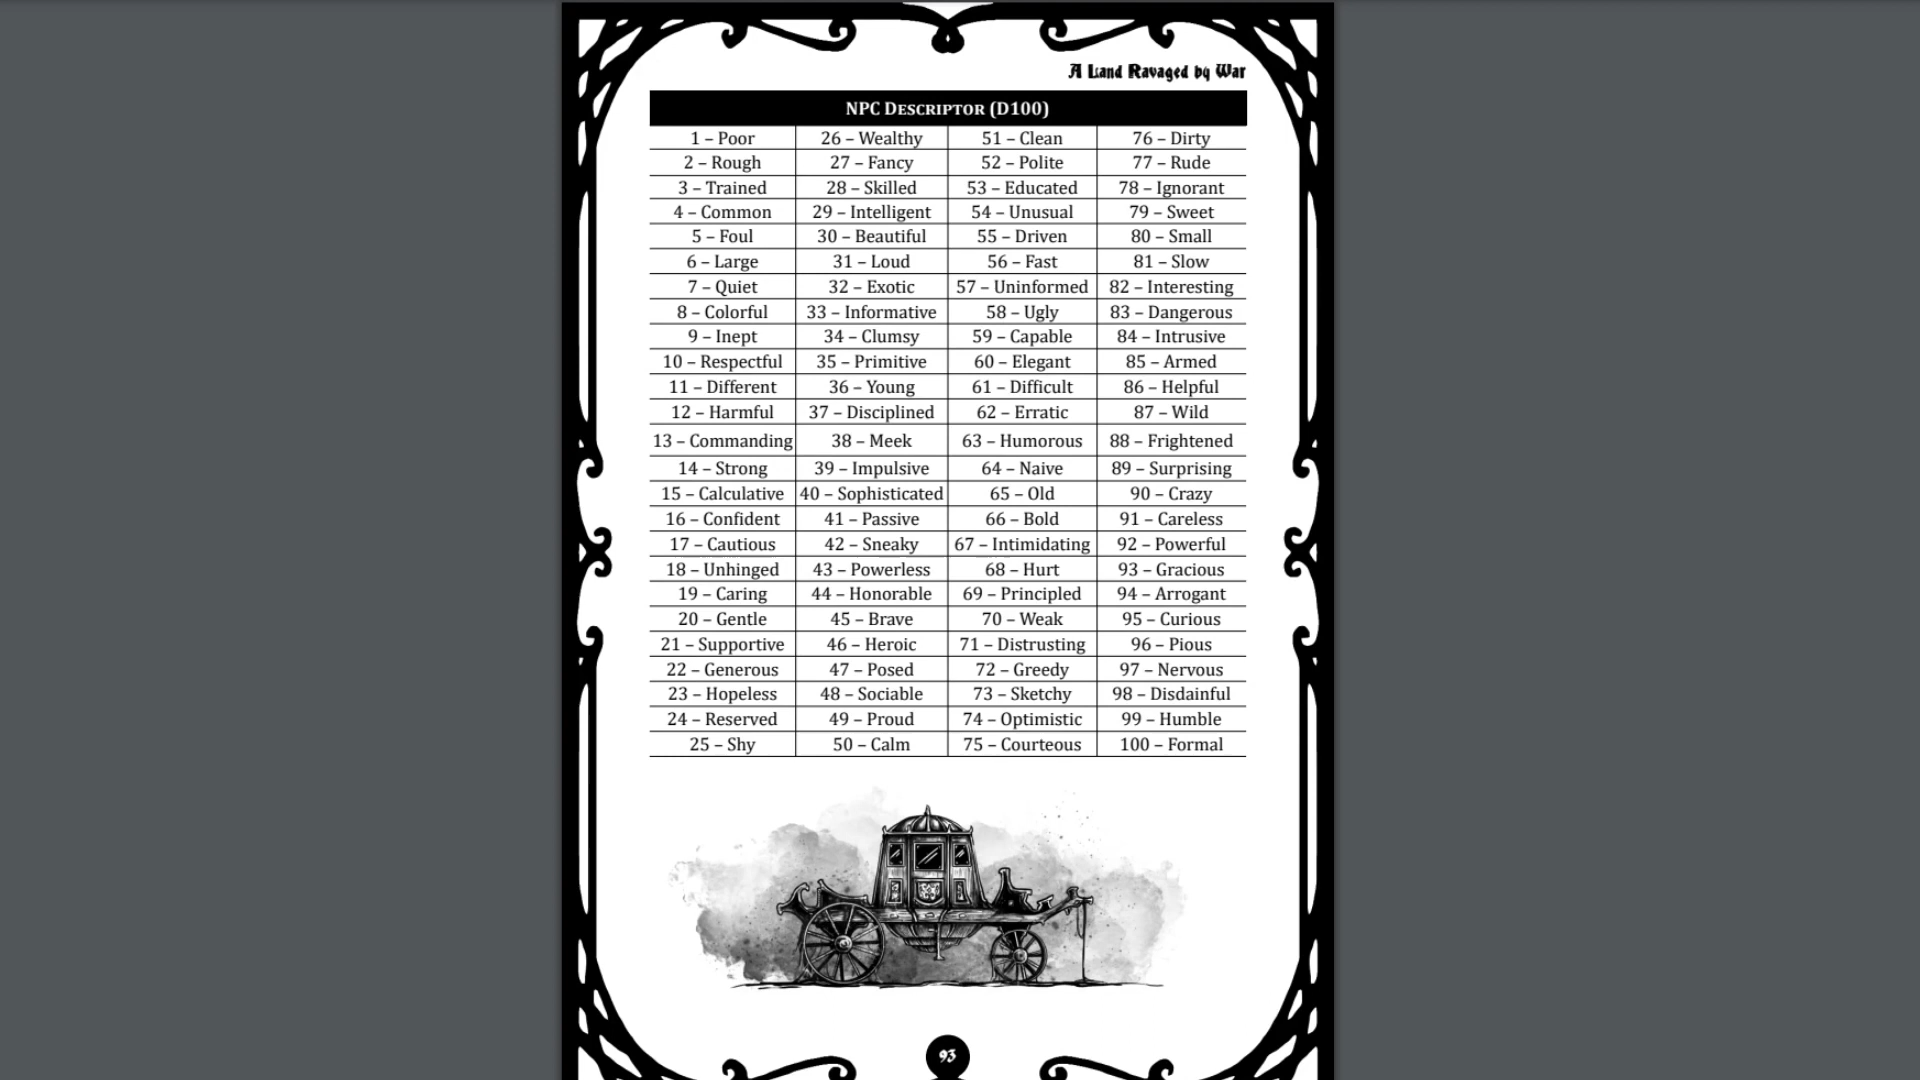 A Land Ravaged by War
NPC Descriptor (D100)
1 – Poor 26 – Wealthy 51 – Clean 76 – Dirty
2 – Rough 27 – Fancy 52 – Polite 77 – Rude
3 – Trained 28 – Skilled 53 – Educated 78 – Ignorant
4 – Common 29 – Intelligent 54 – Unusual 79 – Sweet
5 – Foul 30 – Beautiful 55 – Driven 80 – Small
6 – Large 31 – Loud 56 – Fast 81 – Slow
7 – Quiet 32 – Exotic 57 – Uninformed 82 – Interesting
8 – Colorful 33 – Informative 58 – Ugly 83 – Dangerous
9 – Inept 34 – Clumsy 59 – Capable 84 – Intrusive
10 – Respectful 35 – Primitive 60 – Elegant 85 – Armed
11 – Different 36 – Young 61 – Difficult 86 – Helpful
12 – Harmful 37 – Disciplined 62 – Erratic 87 – Wild
13 – Commanding 38 – Meek 63 – Humorous 88 – Frightened
14 – Strong 39 – Impulsive 64 – Naive 89 – Surprising
15 – Calculative 40 – Sophisticated 65 – Old 90 – Crazy
16 – Confident 41 – Passive 66 – Bold 91 – Careless
17 – Cautious 42 – Sneaky 67 – Intimidating 92 – Powerful
18 – Unhinged 43 – Powerless 68 – Hurt 93 – Gracious
19 – Caring 44 – Honorable 69 – Principled 94 – Arrogant
20 – Gentle 45 – Brave 70 – Weak 95 – Curious
21 – Supportive 46 – Heroic 71 – Distrusting 96 – Pious
22 – Generous 47 – Posed 72 – Greedy 97 – Nervous
23 – Hopeless 48 – Sociable 73 – Sketchy 98 – Disdainful
24 – Reserved 49 – Proud 74 – Optimistic 99 – Humble
25 – Shy 50 – Calm 75 – Courteous 100 – Formal
93